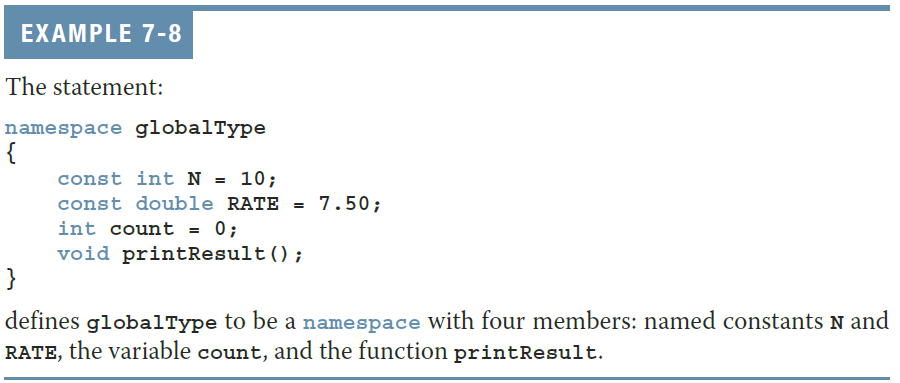 EXAMPLE 7-8
The statement:
namespace globalType
{
    const int N = 10;
    const double RATE = 7.50;
    int count = 0;
    void printResult();
}
defines globalType to be a namespace with four members: named constants N and
RATE, the variable count, and the function printResult.